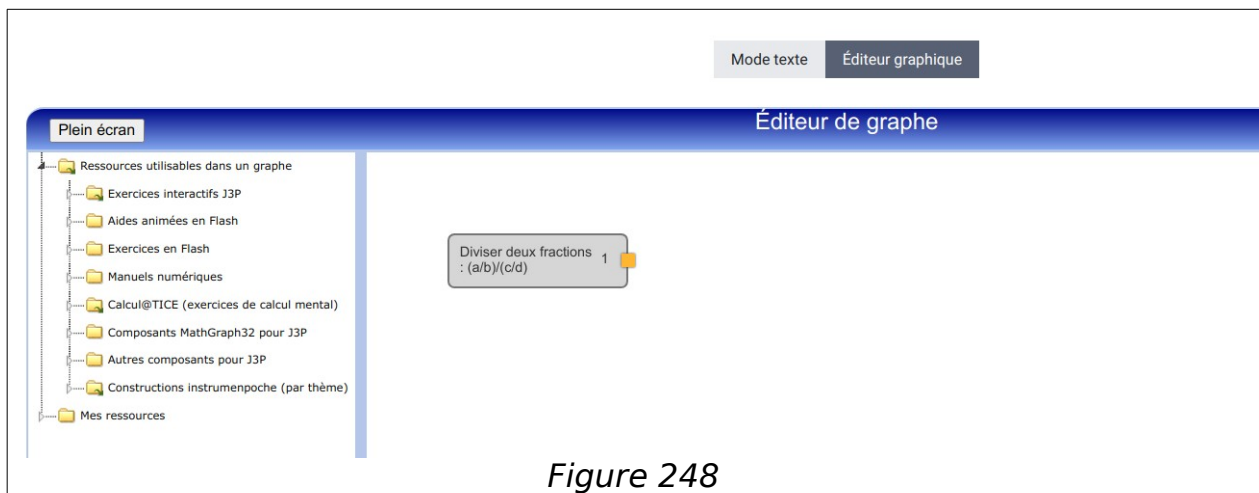 Mode texte Éditeur graphique
Plein écran
Éditeur de graphe
Ressources utilisables dans un graphe
Exercices interactifs J3P
Aides animées en Flash
Exercices en Flash
Manuels numériques
Calcul@TICE (exercices de calcul mental)
Composants MathGraph32 pour J3P
Autres composants pour J3P
Constructions instrumenpoche (par thème)
Mes ressources
Diviser deux fractions 1
: (a/b)/(c/d)
Figure 248